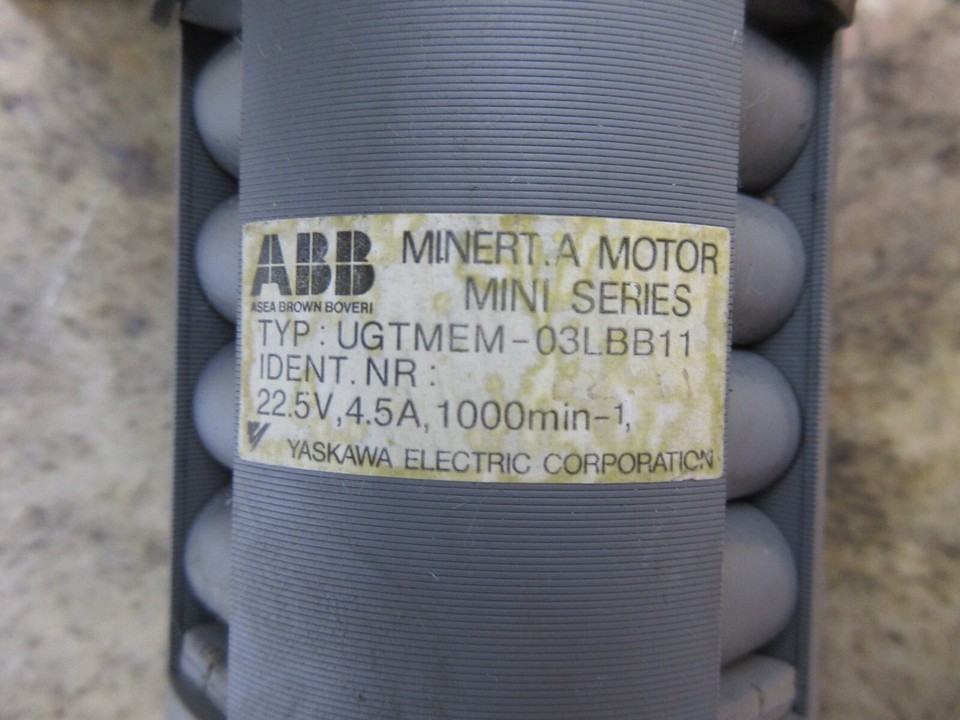 ABB MINERT.A MOTOR
ASEA BROWN BOVERI MINI SERIES
TYP: UGTMEM-03LBB11
IDENT.NR:
22.5V,4.5A,1000min-1,
YASKAWA ELECTRIC CORPORATION